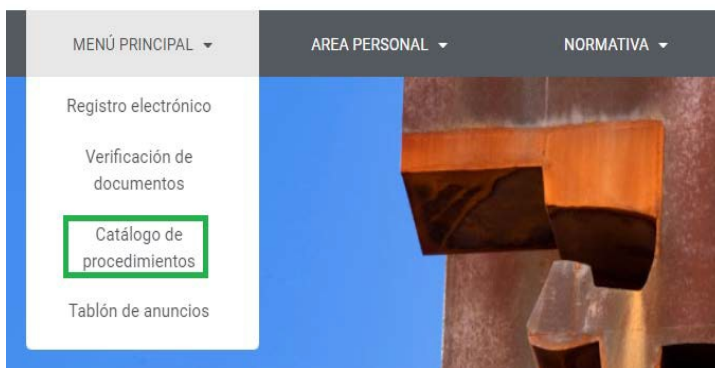 MENÚ PRINCIPAL
AREA PERSONAL
NORMATIVA
Registro electrónico
Verificación de
documentos
Catálogo de
procedimientos
Tablón de anuncios